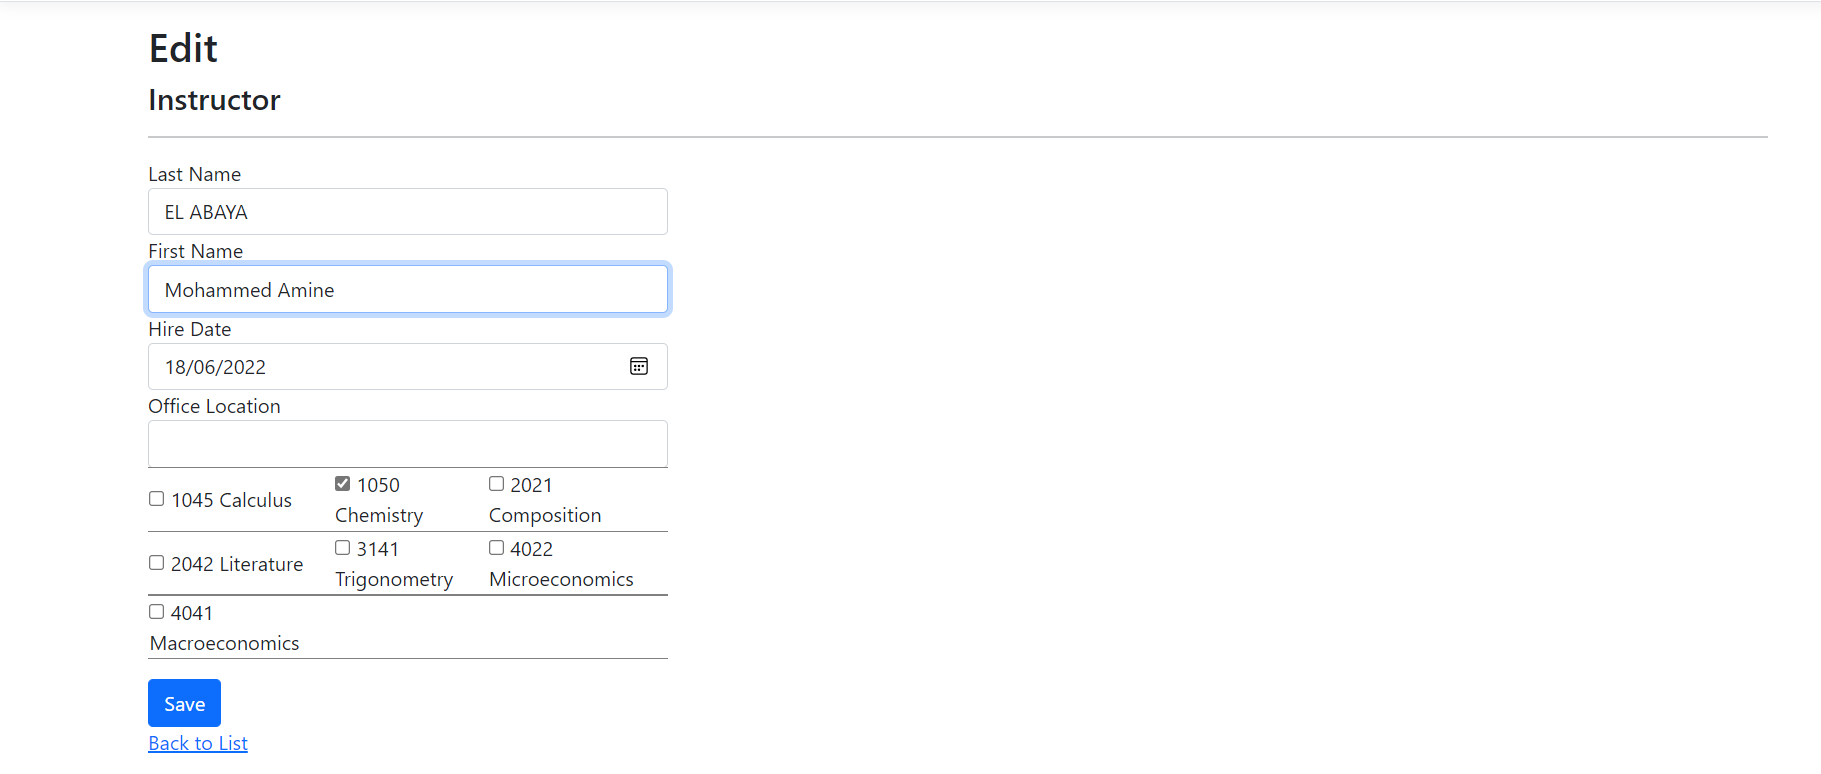 Edit
Instructor
Last Name
EL ABAYA
First Name
Mohammed Amine
Hire Date
18/06/2022
Office Location
1045 Calculus
1050
Chemistry
2021
Composition
2042 Literature
3141
Trigonometry
4022
Microeconomics
4041
Macroeconomics
Save
Back to List